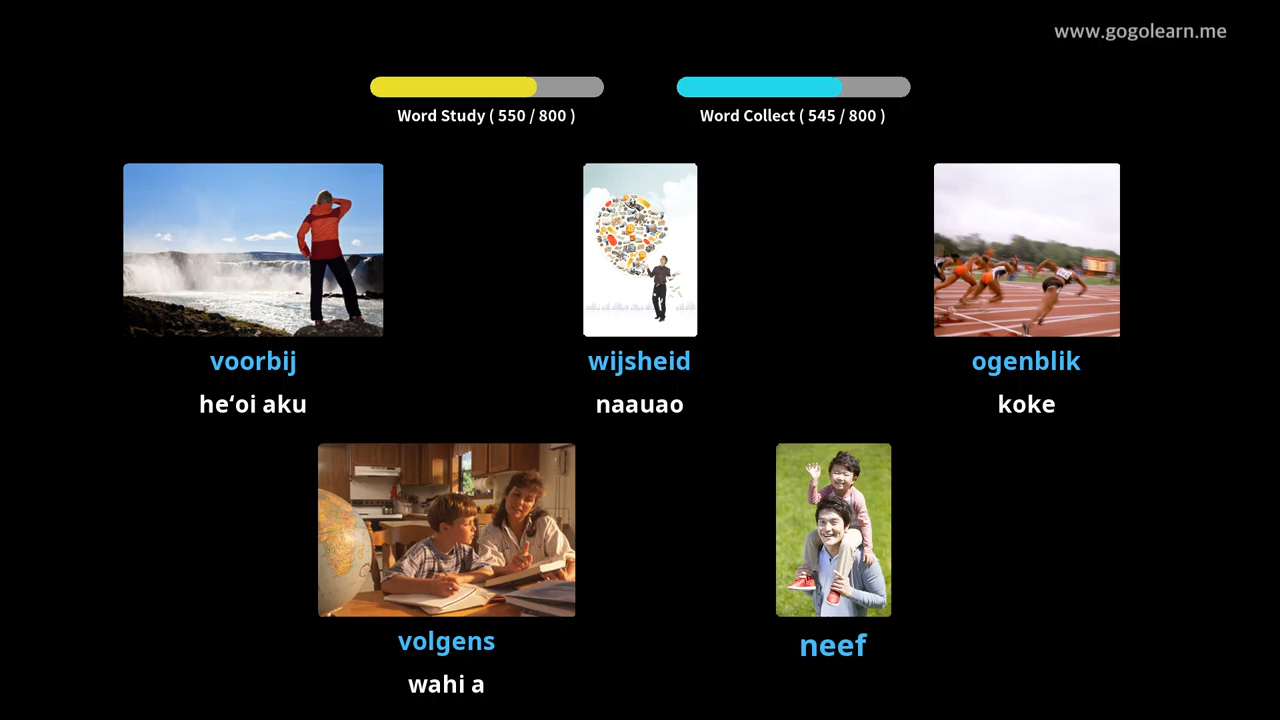 www.gogolearn.me
Word Study ( 550 / 800 )
Word Collect ( 545 / 800 )
voorbij
heʻoi aku
wijsheid
naauao
ogenblik
koke
volgens
wahi a
neef